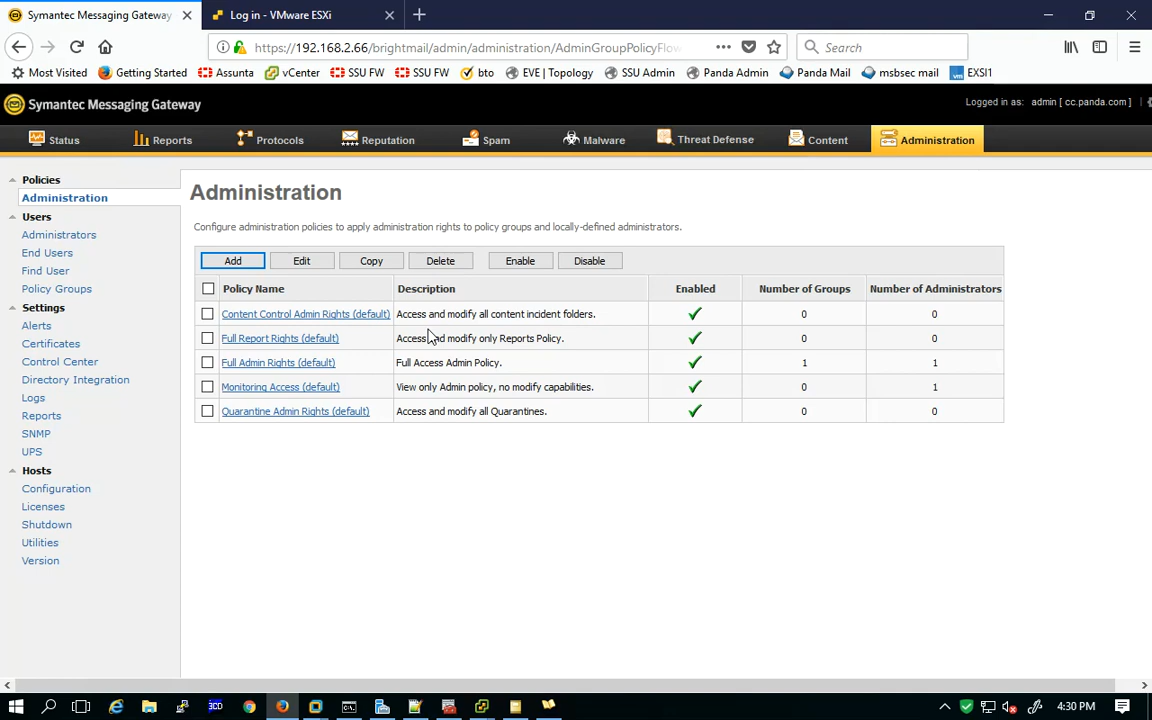 Symantec Messaging Gateway
Log in - VMware ESXi
https://192.168.2.66/brightmail/admin/administration/AdminGroupPolicyFlow
Search
Most Visited
Getting Started
Assunta
vCenter
SSU FW
SSU FW
bto
EVE | Topology
SSU Admin
Panda Admin
Panda Mail
msbsec mail
EXSI1
Symantec Messaging Gateway
Logged in as: admin [ cc.panda.com ]
Status
Reports
Protocols
Reputation
Spam
Malware
Threat Defense
Content
Administration
Policies
Administration
Users
Administrators
End Users
Find User
Policy Groups
Settings
Alerts
Certificates
Control Center
Directory Integration
Logs
Reports
SNMP
UPS
Hosts
Configuration
Licenses
Shutdown
Utilities
Version
Administration
Configure administration policies to apply administration rights to policy groups and locally-defined administrators.
Add Edit Copy Delete Enable Disable
Policy Name Description Enabled Number of Groups Number of Administrators
Content Control Admin Rights (default) Access and modify all content incident folders. 0 0
Full Report Rights (default) Access and modify only Reports Policy. 0 0
Full Admin Rights (default) Full Access Admin Policy. 1 1
Monitoring Access (default) View only Admin policy, no modify capabilities. 0 1
Quarantine Admin Rights (default) Access and modify all Quarantines. 0 0
4:30 PM